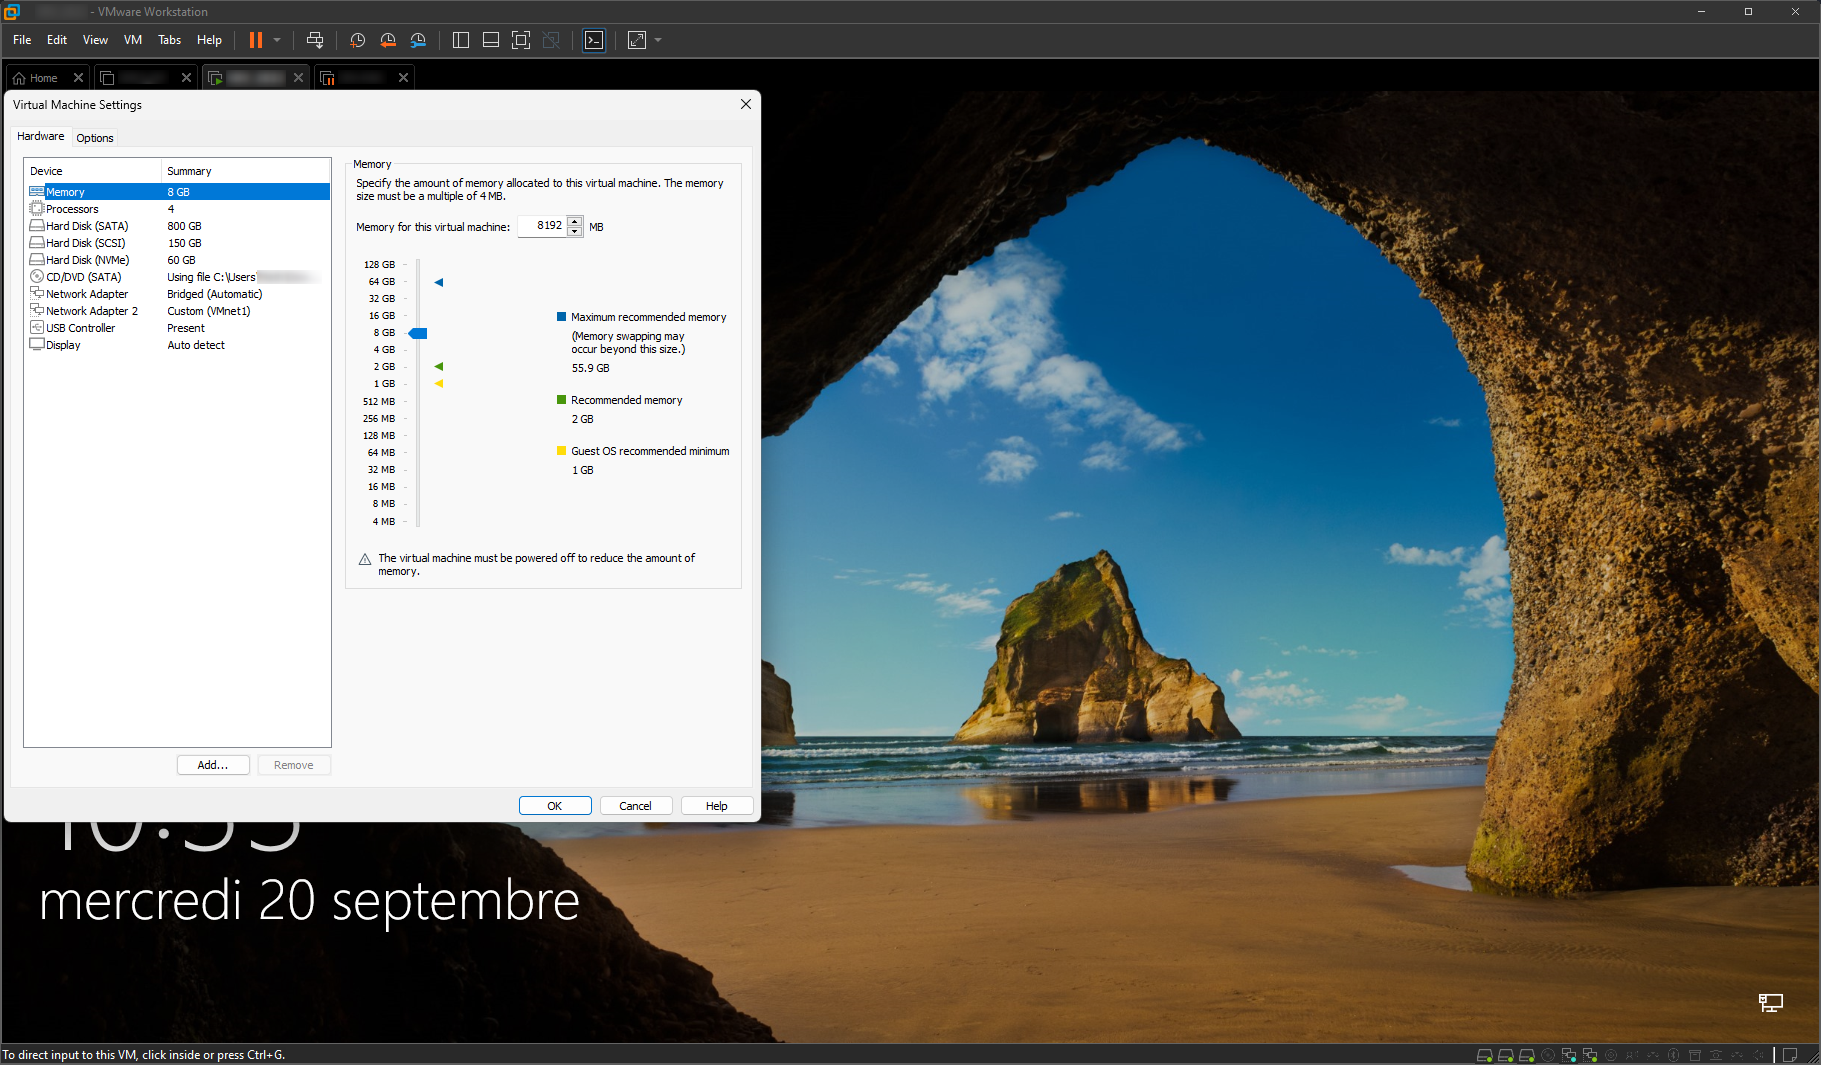 - VMware Workstation
File Edit View VM Tabs Help
Home
Virtual Machine Settings
Hardware Options
Device Summary
Memory 8 GB
Processors 4
Hard Disk (SATA) 800 GB
Hard Disk (SCSI) 150 GB
Hard Disk (NVMe) 60 GB
CD/DVD (SATA) Using file C:\Users\
Network Adapter Bridged (Automatic)
Network Adapter 2 Custom (VMnet1)
USB Controller Present
Display Auto detect
Add...
Remove
Memory
Specify the amount of memory allocated to this virtual machine. The memory
size must be a multiple of 4 MB.
Memory for this virtual machine: 8192 MB
128 GB
64 GB
32 GB
16 GB
8 GB
4 GB
2 GB
1 GB
512 MB
256 MB
128 MB
64 MB
32 MB
16 MB
8 MB
4 MB
Maximum recommended memory
(Memory swapping may
occur beyond this size.)
55.9 GB
Recommended memory
2 GB
Guest OS recommended minimum
1 GB
The virtual machine must be powered off to reduce the amount of
memory.
OK
Cancel
Help
mercredi 20 septembre
To direct input to this VM, click inside or press Ctrl+G.